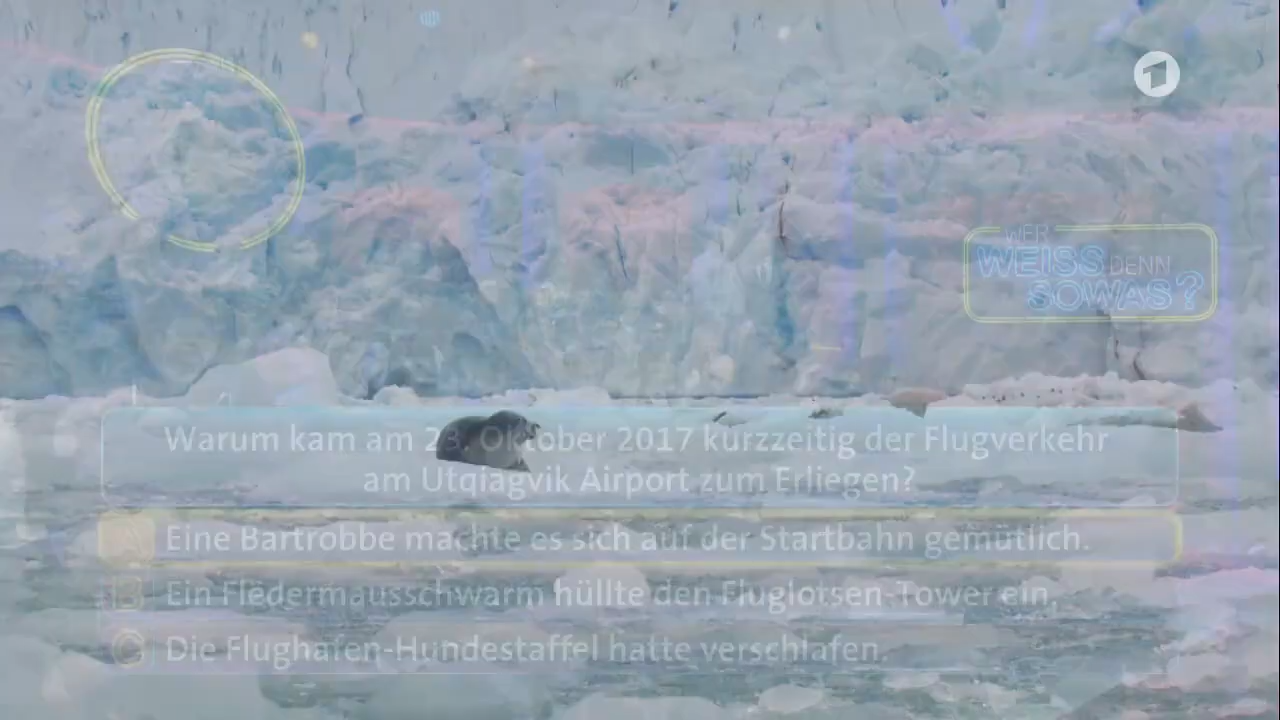 WER
WEISS DENN
SOWAS?
Warum kam am 23. Oktober 2017 kurzzeitig der Flugverkehr
am Utqiagvik Airport zum Erliegen?
A Eine Bartrobbe machte es sich auf der Startbahn gemütlich.
B Ein Fledermausschwarm hüllte den Fluglotsen-Tower ein.
C Die Flughafen-Hundestaffel hatte verschlafen.